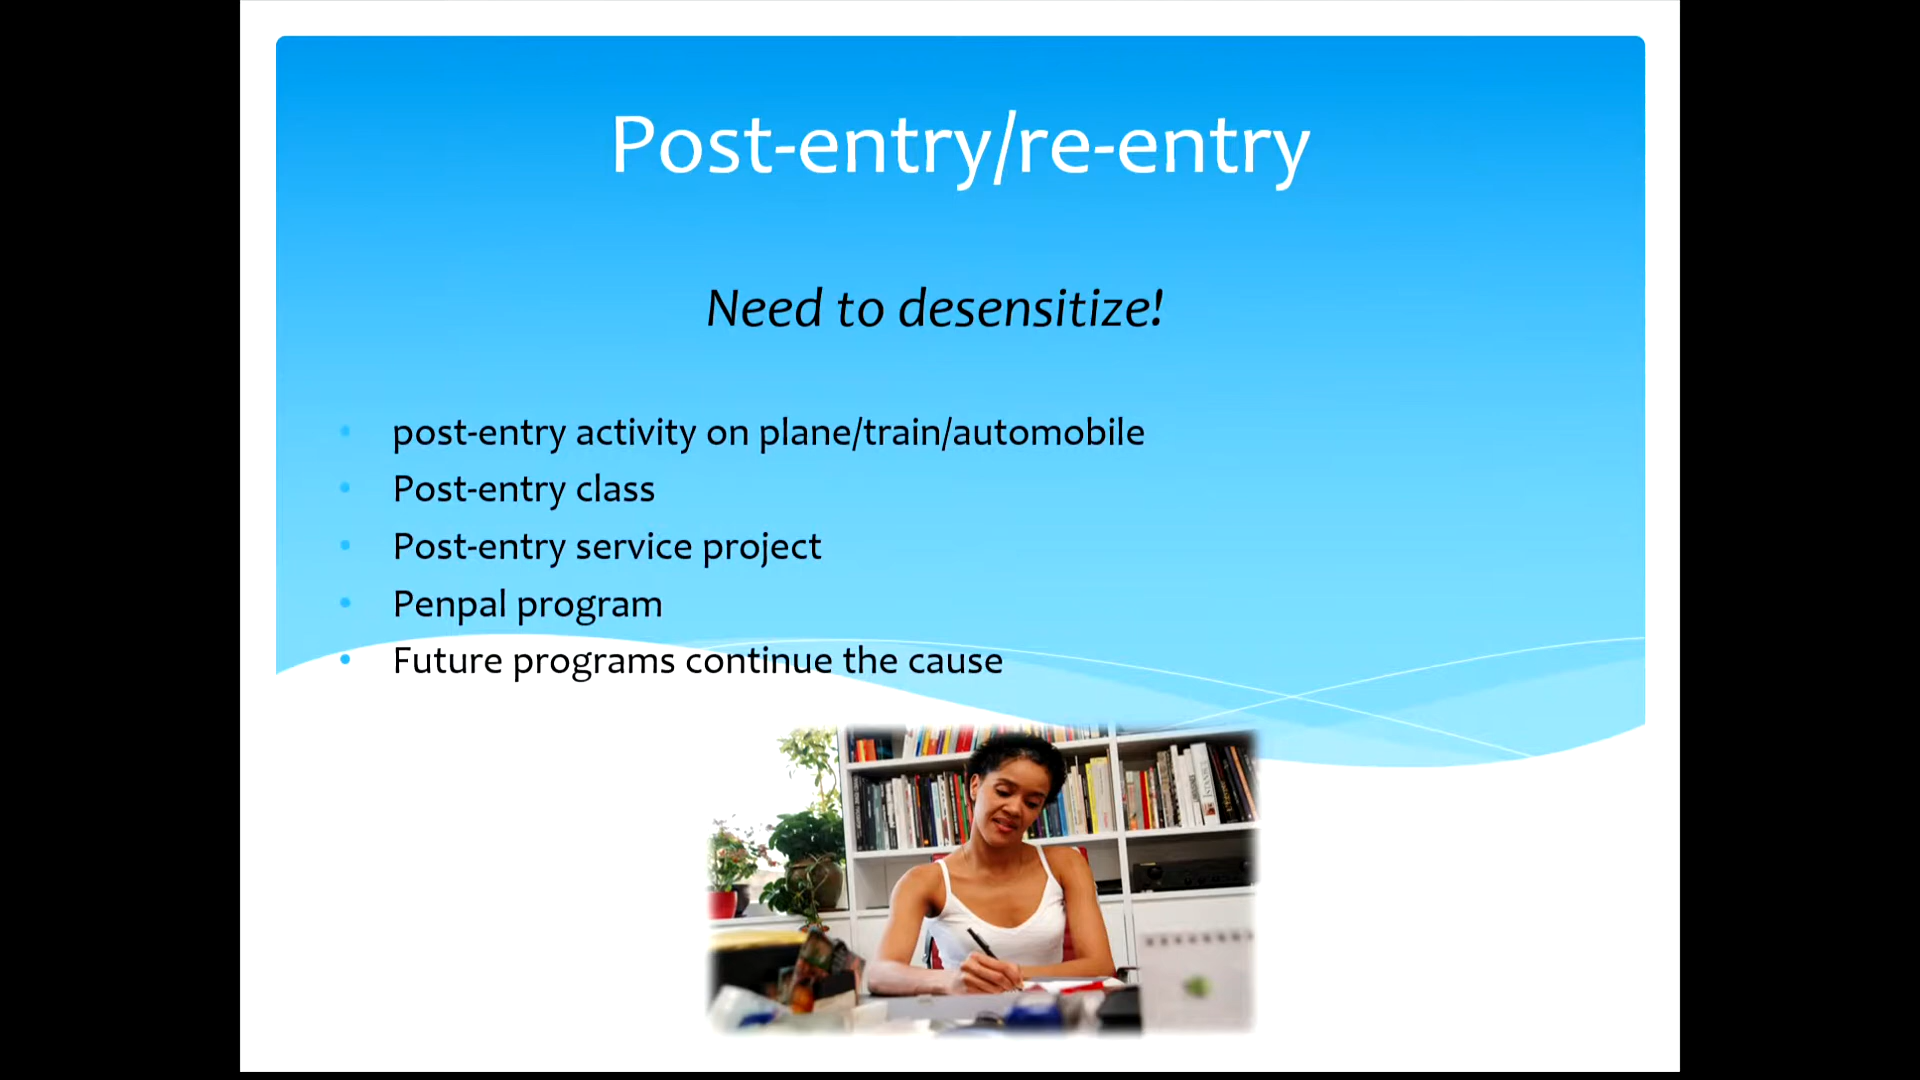 Post-entry/re-entry
Need to desensitize!
• post-entry activity on plane/train/automobile
• Post-entry class
• Post-entry service project
• Penpal program
• Future programs continue the cause